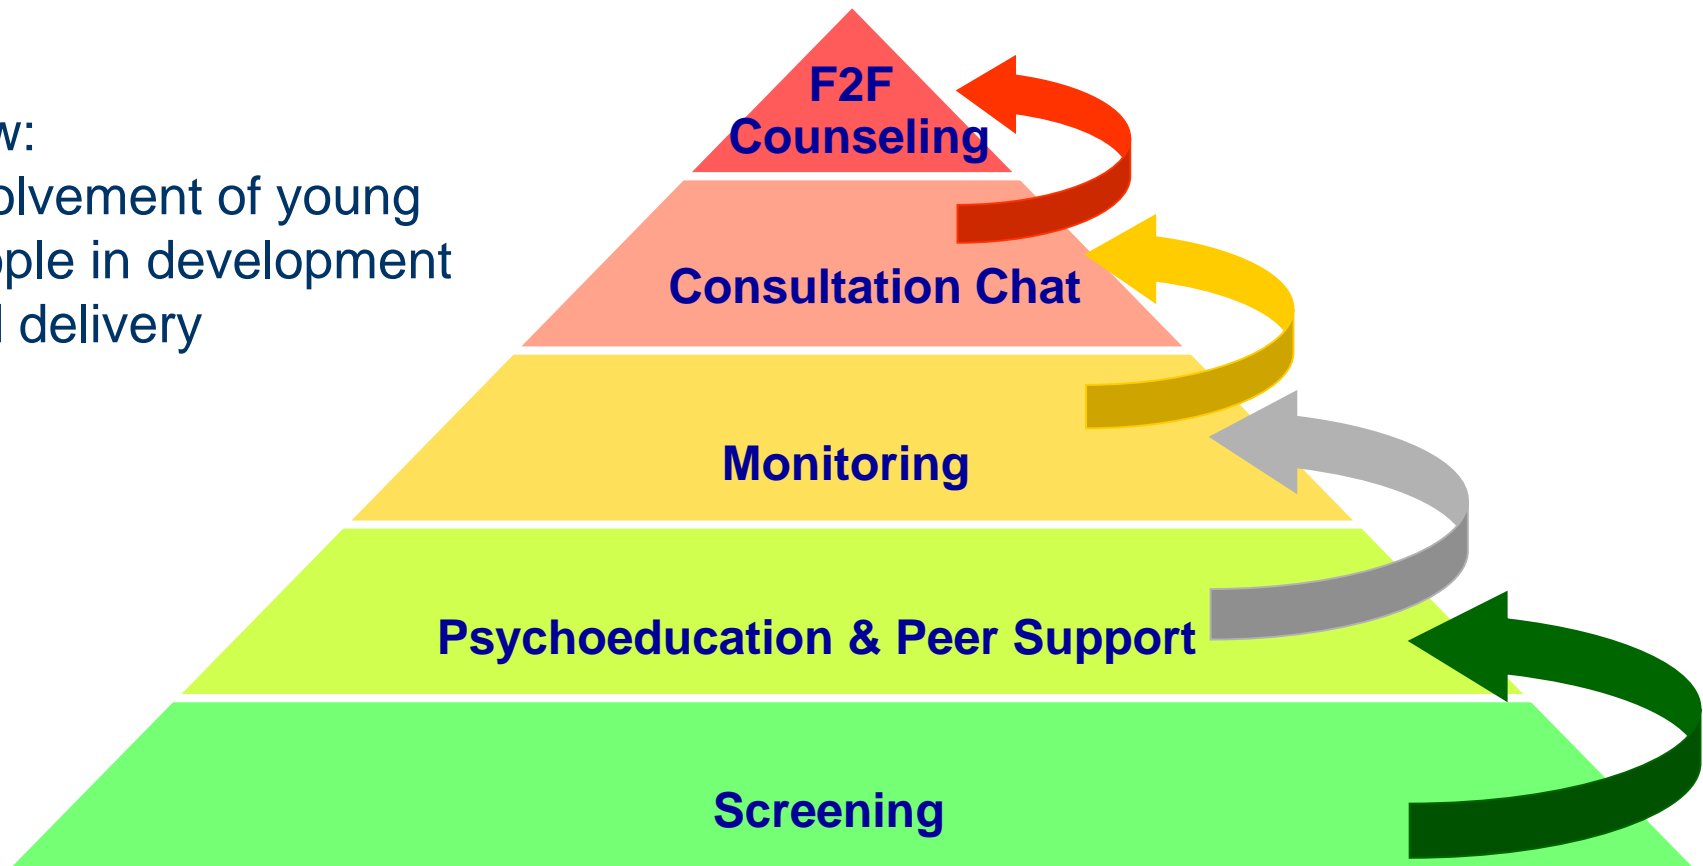 w:
olvement of young
ople in development
delivery
F2F
Counseling
Consultation Chat
Monitoring
Psychoeducation & Peer Support
Screening